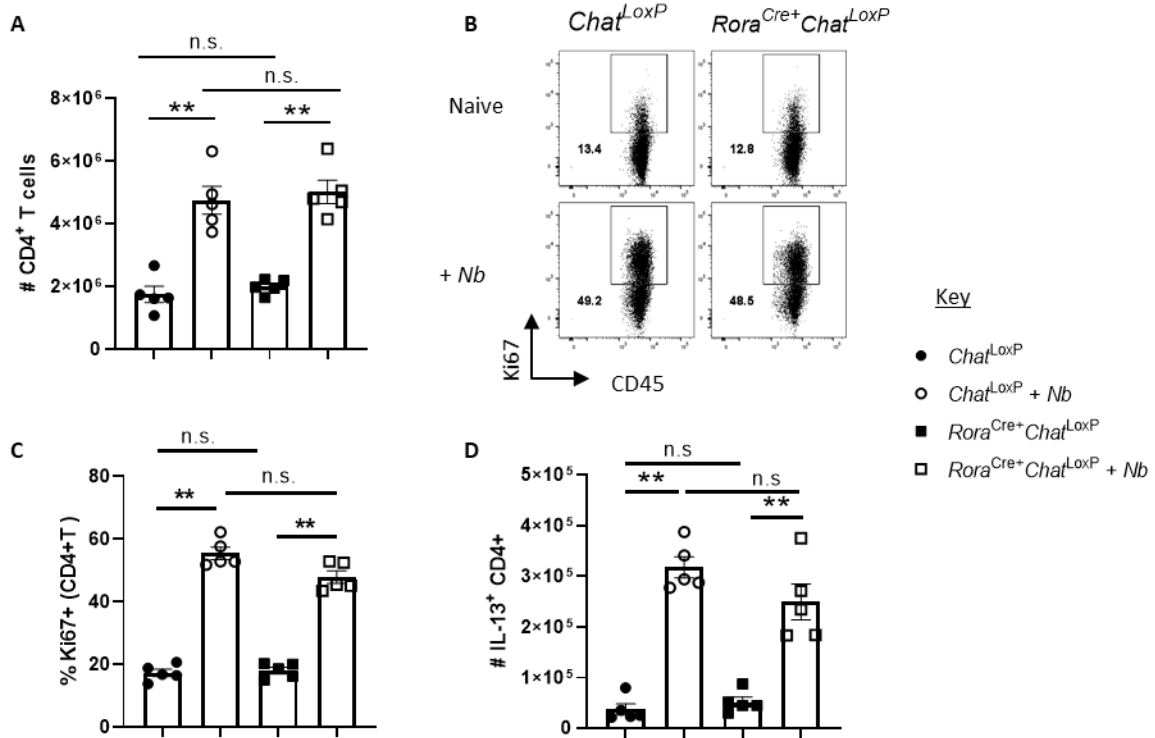 A
n.s.
n.s.
** **
# CD4⁺ T cells
8×10⁶
6×10⁶
4×10⁶
2×10⁶
0
B
Chat^LoxP Rora^Cre+Chat^LoxP
Naive
13.4 12.8
+ Nb
49.2 48.5
Ki67
CD45
Key
Chat^LoxP
Chat^LoxP + Nb
Rora^Cre+Chat^LoxP
Rora^Cre+Chat^LoxP + Nb
C
n.s.
n.s.
** **
% Ki67+ (CD4+T )
80
60
40
20
0
D
n.s
n.s
** **
# IL-13⁺ CD4+
5×10⁵
4×10⁵
3×10⁵
2×10⁵
1×10⁵
0